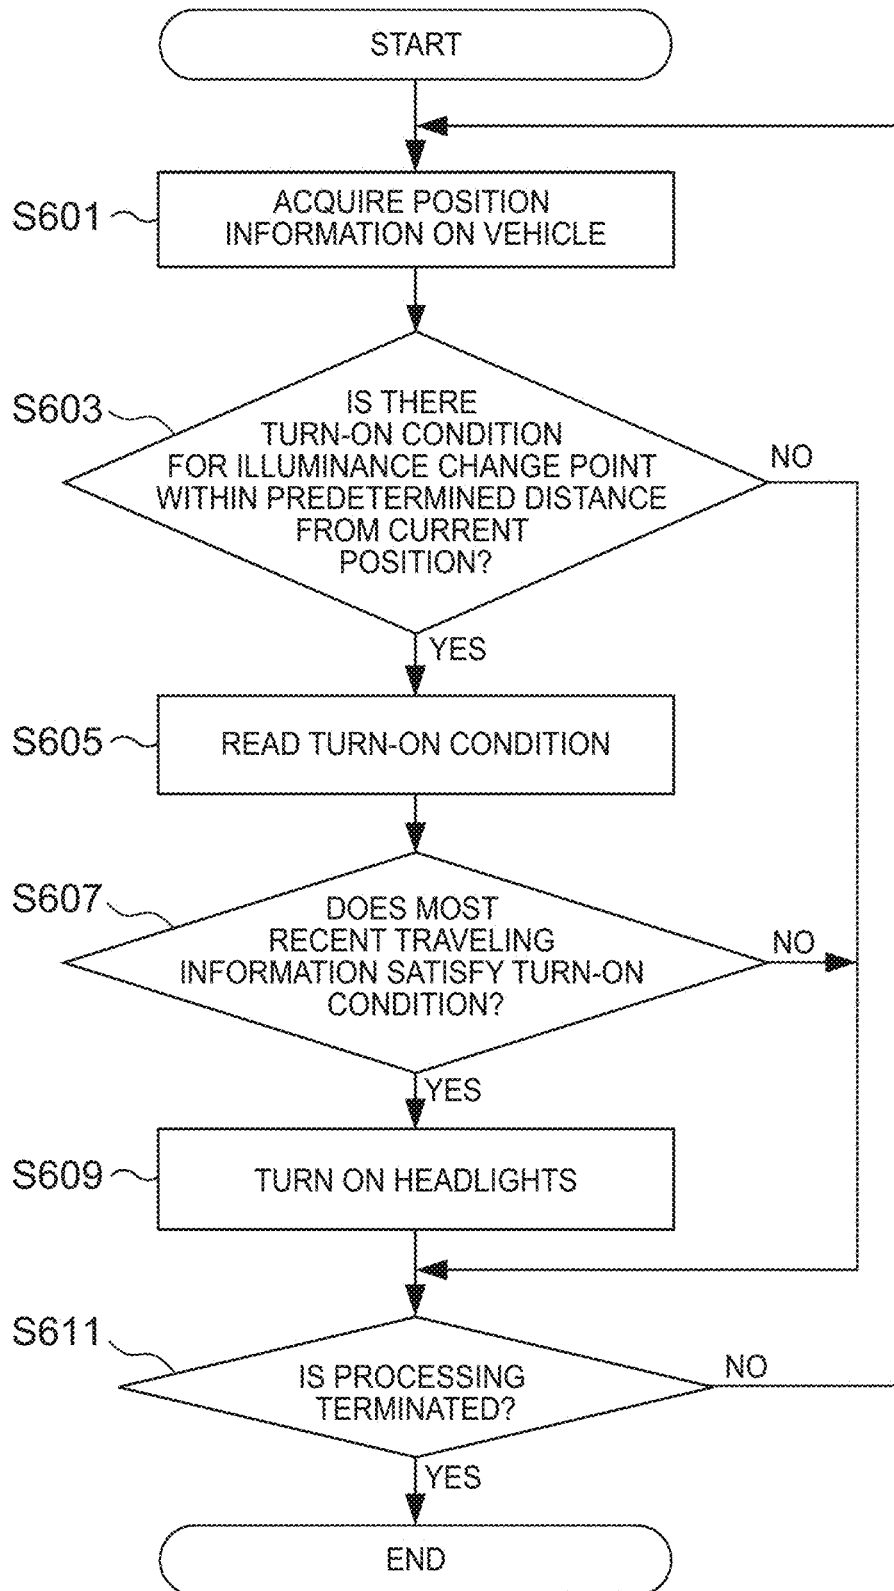 START
S601
ACQUIRE POSITION
INFORMATION ON VEHICLE
S603
IS THERE
TURN-ON CONDITION
FOR ILLUMINANCE CHANGE POINT
WITHIN PREDETERMINED DISTANCE
FROM CURRENT
POSITION?
NO
YES
S605
READ TURN-ON CONDITION
S607
DOES MOST
RECENT TRAVELING
INFORMATION SATISFY TURN-ON
CONDITION?
NO
YES
S609
TURN ON HEADLIGHTS
S611
IS PROCESSING
TERMINATED?
NO
YES
END